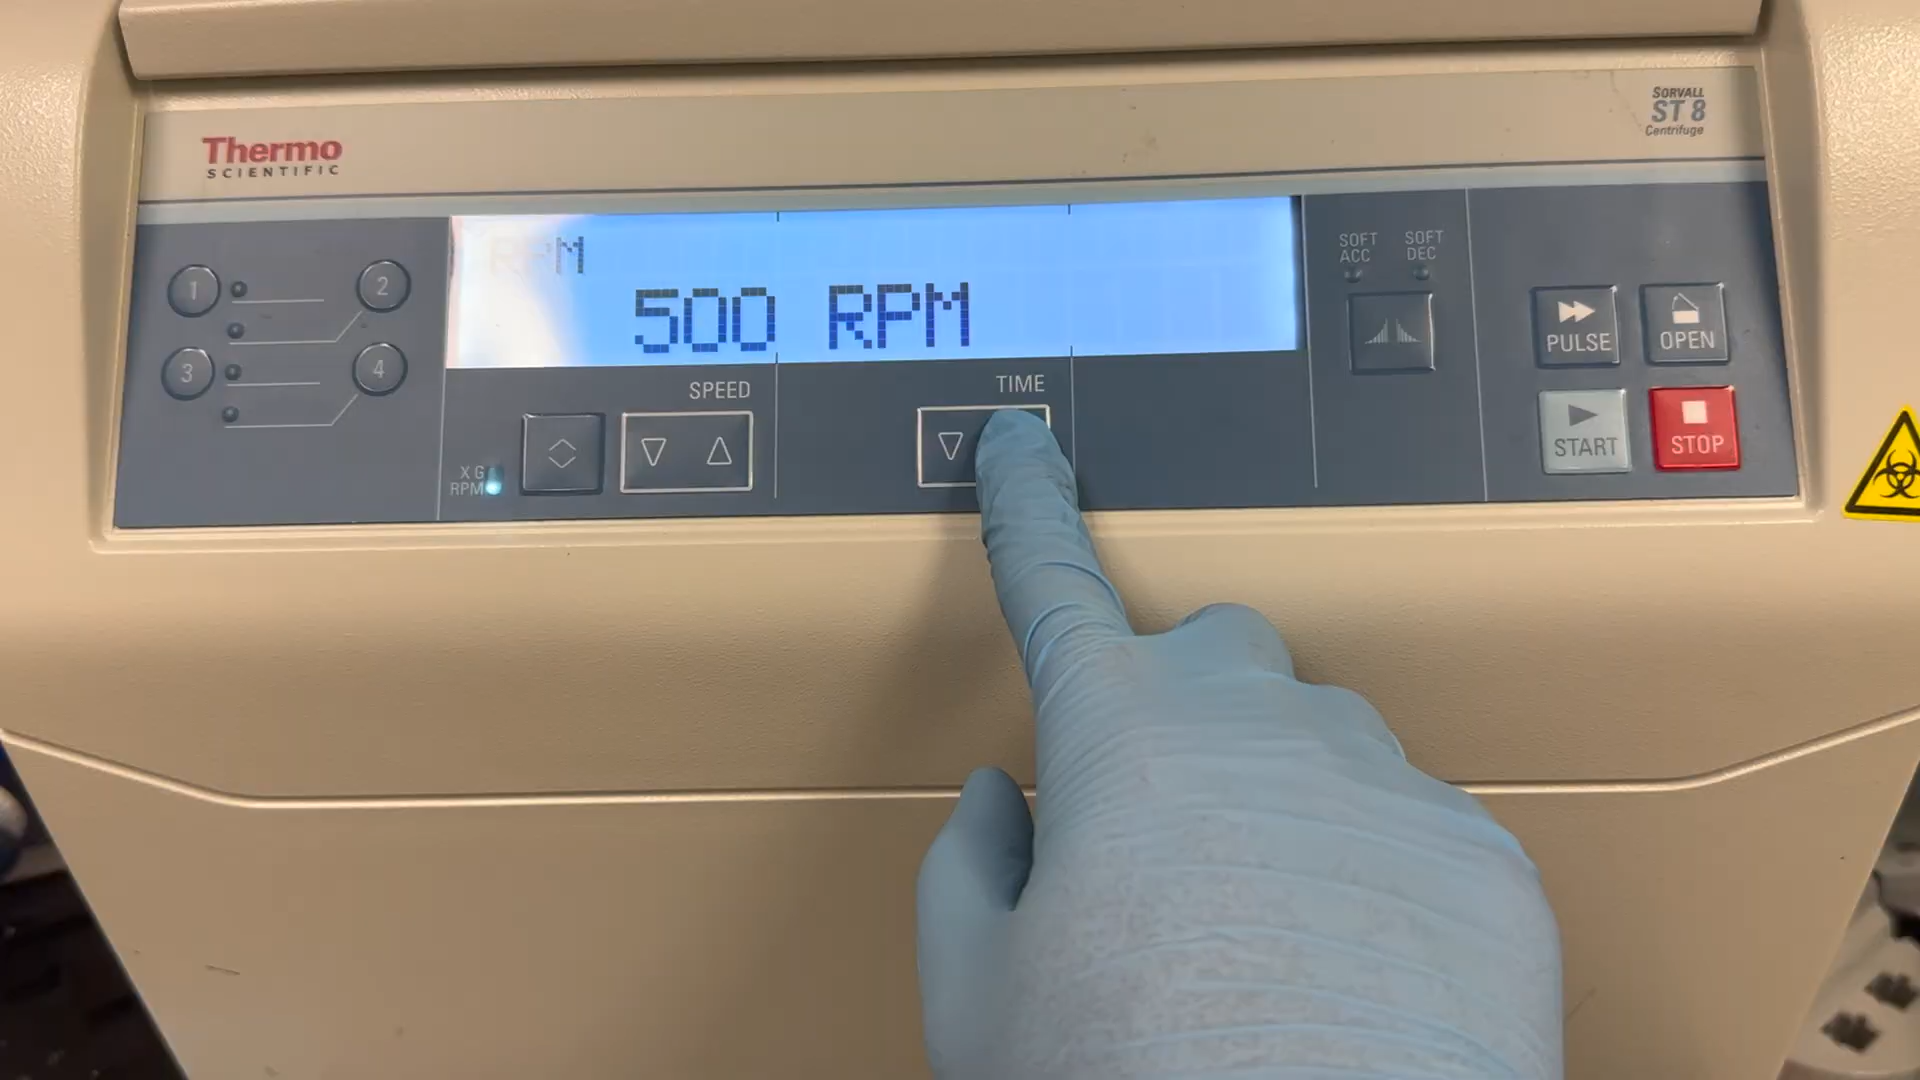 Thermo
SCIENTIFIC
SORVALL
ST 8
Centrifuge
RPM
500 RPM
1
2
3
4
SPEED
TIME
X G
RPM
SOFT
ACC
SOFT
DEC
PULSE
OPEN
START
STOP